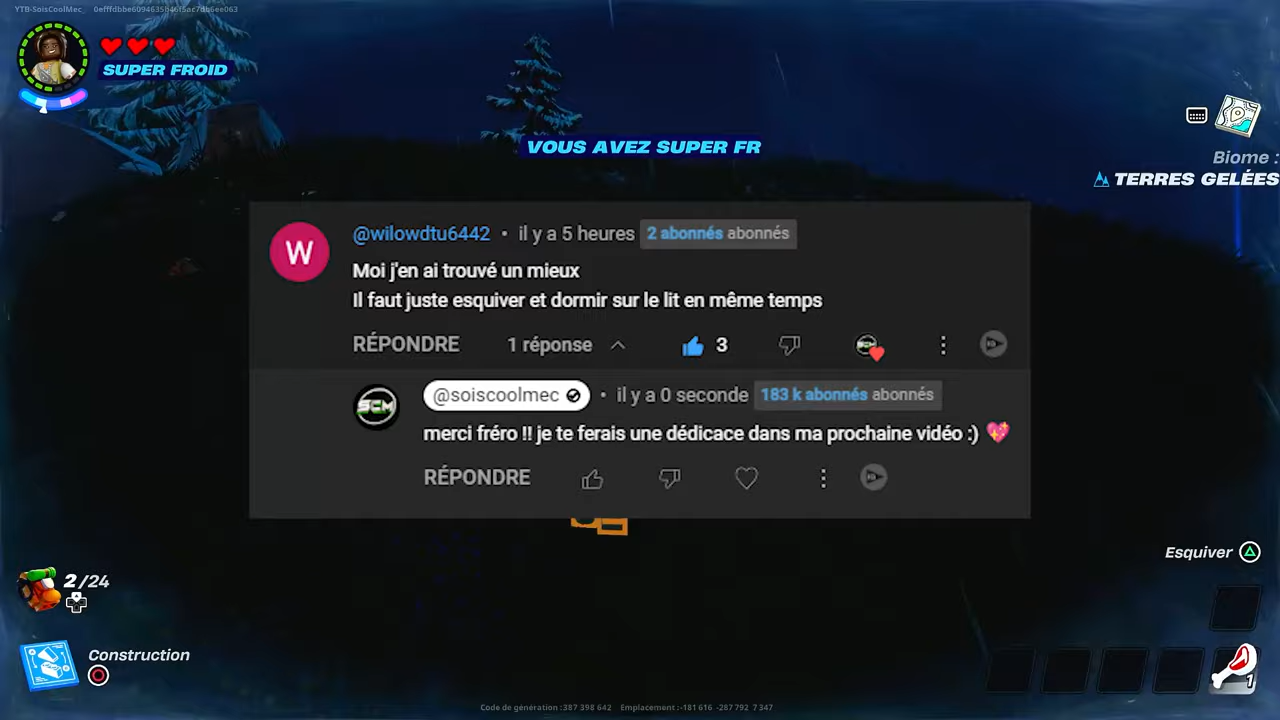 YTB-SoisCoolMec_
SUPER FROID
VOUS AVEZ SUPER FR
Biome :
TERRES GELÉES
W
@wilowdtu6442 • il y a 5 heures 2 abonnés abonnés
Moi j'en ai trouvé un mieux
Il faut juste esquiver et dormir sur le lit en même temps
RÉPONDRE 1 réponse 3
SCM @soiscoolmec • il y a 0 seconde 183 k abonnés abonnés
merci fréro !! je te ferais une dédicace dans ma prochaine vidéo :) 💖
RÉPONDRE
Esquiver
2/24
Construction
1
Code de génération :387 398 642 Emplacement :-181 616 -287 792 7 347